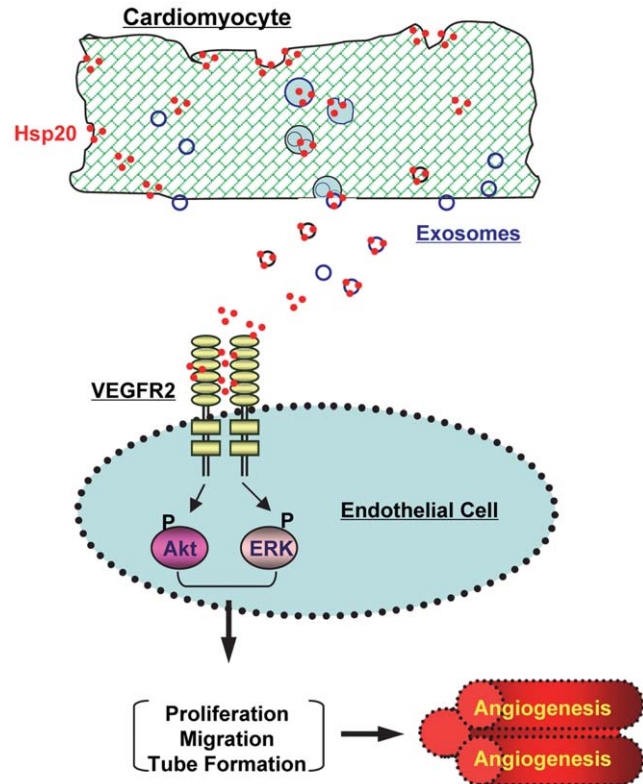 Cardiomyocyte
Hsp20
Exosomes
VEGFR2
Endothelial Cell
P
P
Akt
ERK
Proliferation
Migration
Tube Formation
Angiogenesis
Angiogenesis